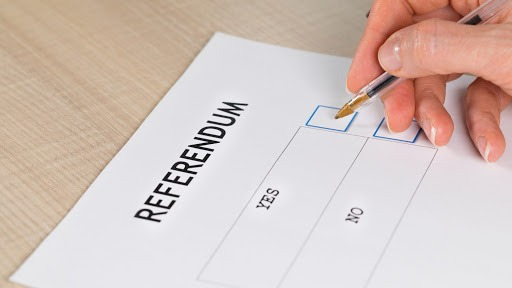 REFERENDUM
YES
NO